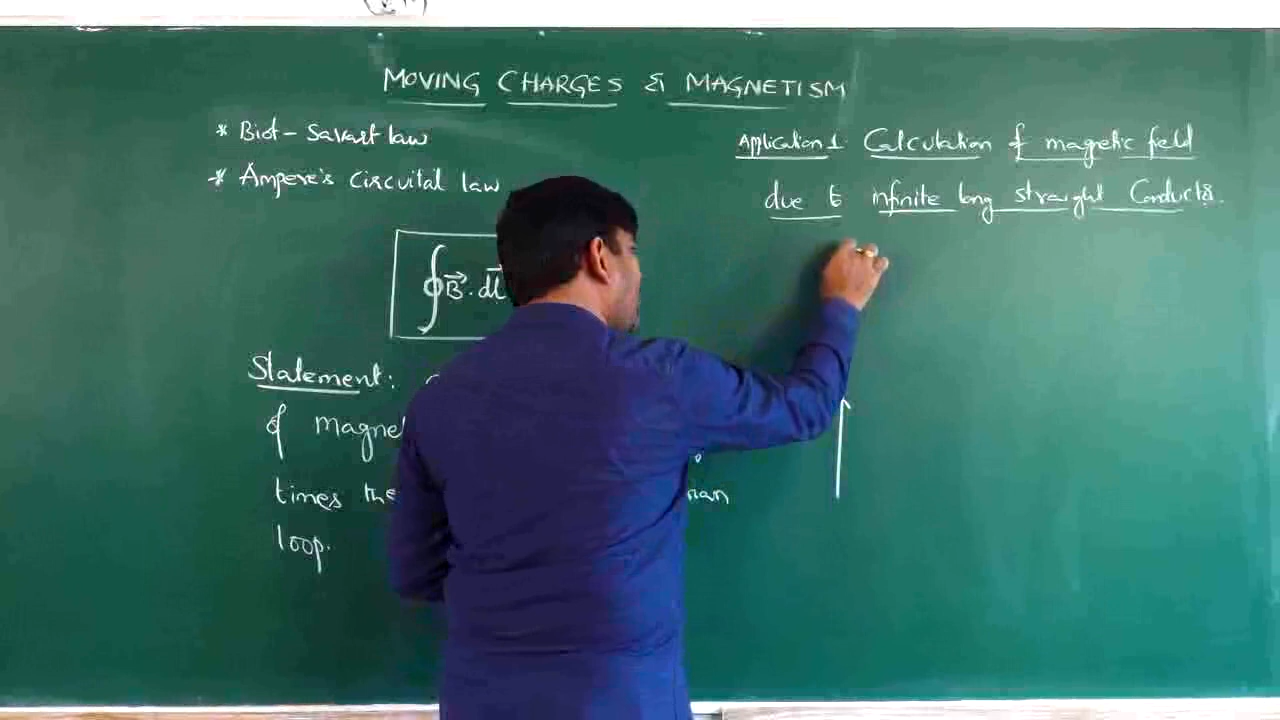 MOVING CHARGES & MAGNETISM
* Biot - Savart law
* Ampere's Circuital law
∮B⃗.dl⃗
Statement:
of magne
times the
loop.
Application 1 Calculation of magnetic field
due to infinite long straight Conductor.